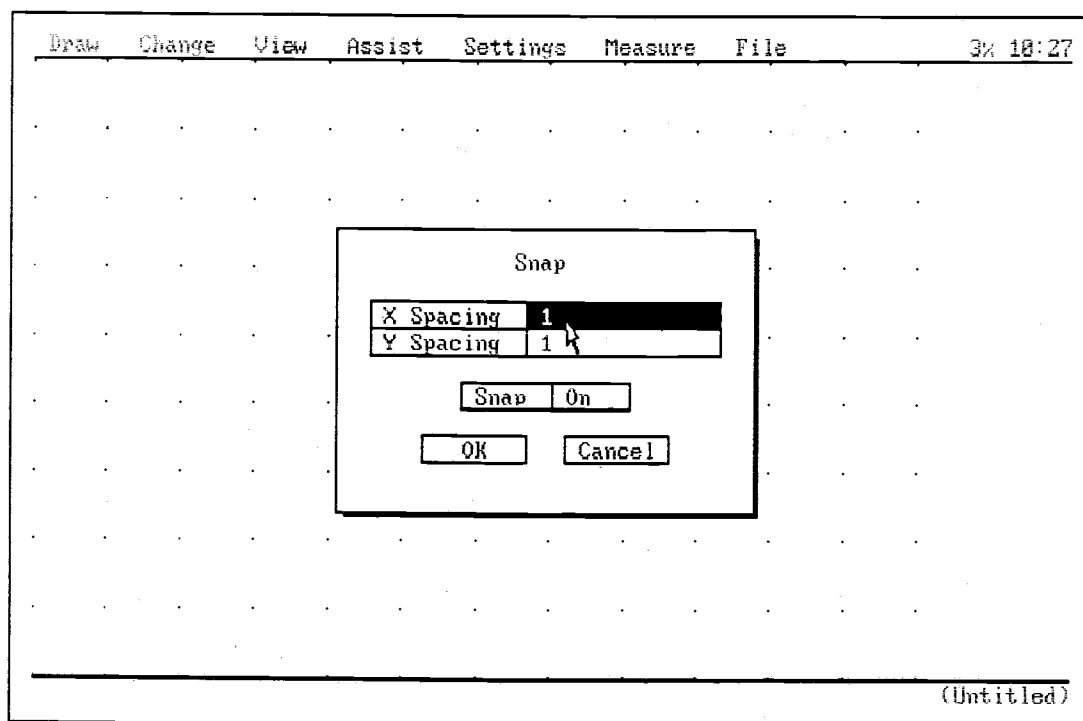 Draw Change View Assist Settings Measure File 3% 10:27
Snap
X Spacing 1
Y Spacing 1
Snap On
OK Cancel
(Untitled)